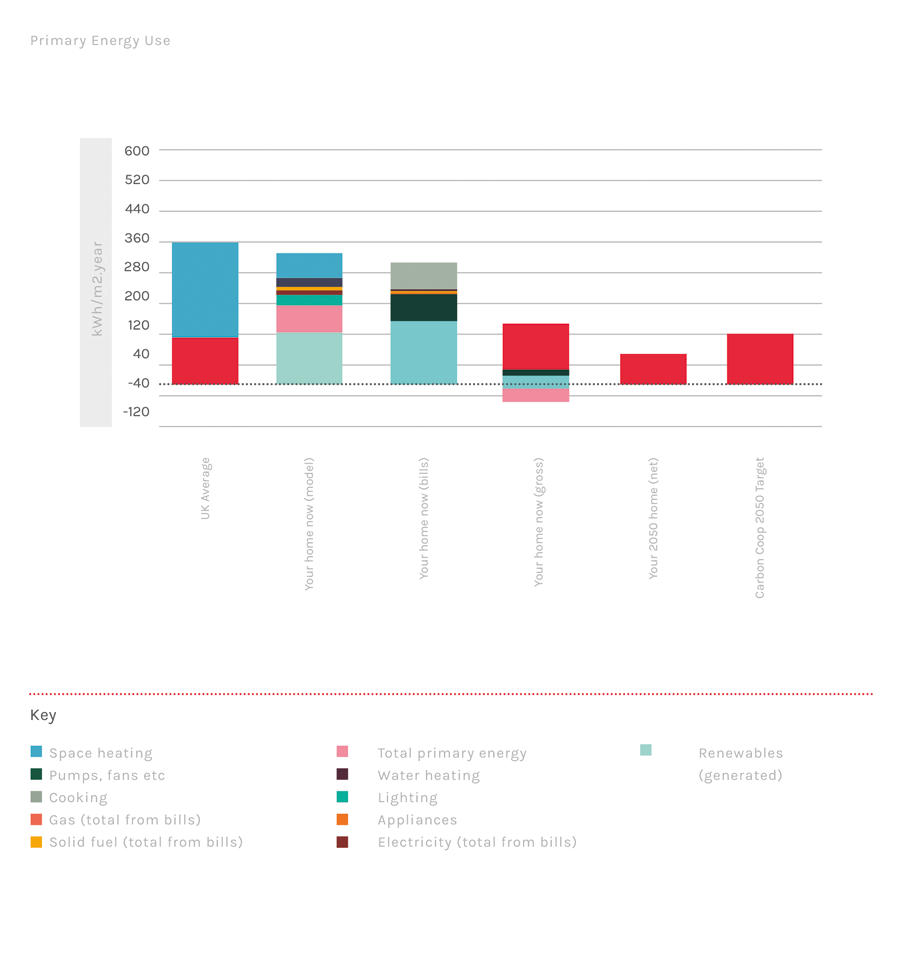 Primary Energy Use
kWh/m2.year
600
520
440
360
280
200
120
40
-40
-120
UK Average
Your home now (model)
Your home now (bills)
Your home now (gross)
Your 2050 home (net)
Carbon Coop 2050 Target
Key
Space heating
Pumps, fans etc
Cooking
Gas (total from bills)
Solid fuel (total from bills)
Total primary energy
Water heating
Lighting
Appliances
Electricity (total from bills)
Renewables
(generated)